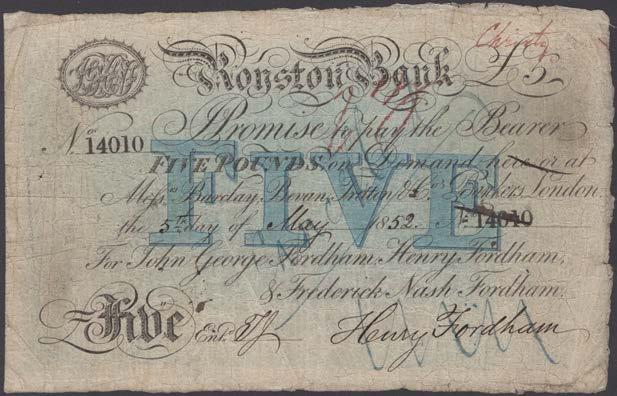 Christy
Royston Bank £5
I Promise to pay the Bearer
No. 14010
FIVE POUNDS on Demand here or at
Messrs. Barclay, Bevan, Tritton & Co. Bankers London.
the 5th day of May 1852. No. 14010
FIVE
For John George Fordham, Henry Fordham,
& Frederick Nash Fordham.
£Five Entd. Henry Fordham